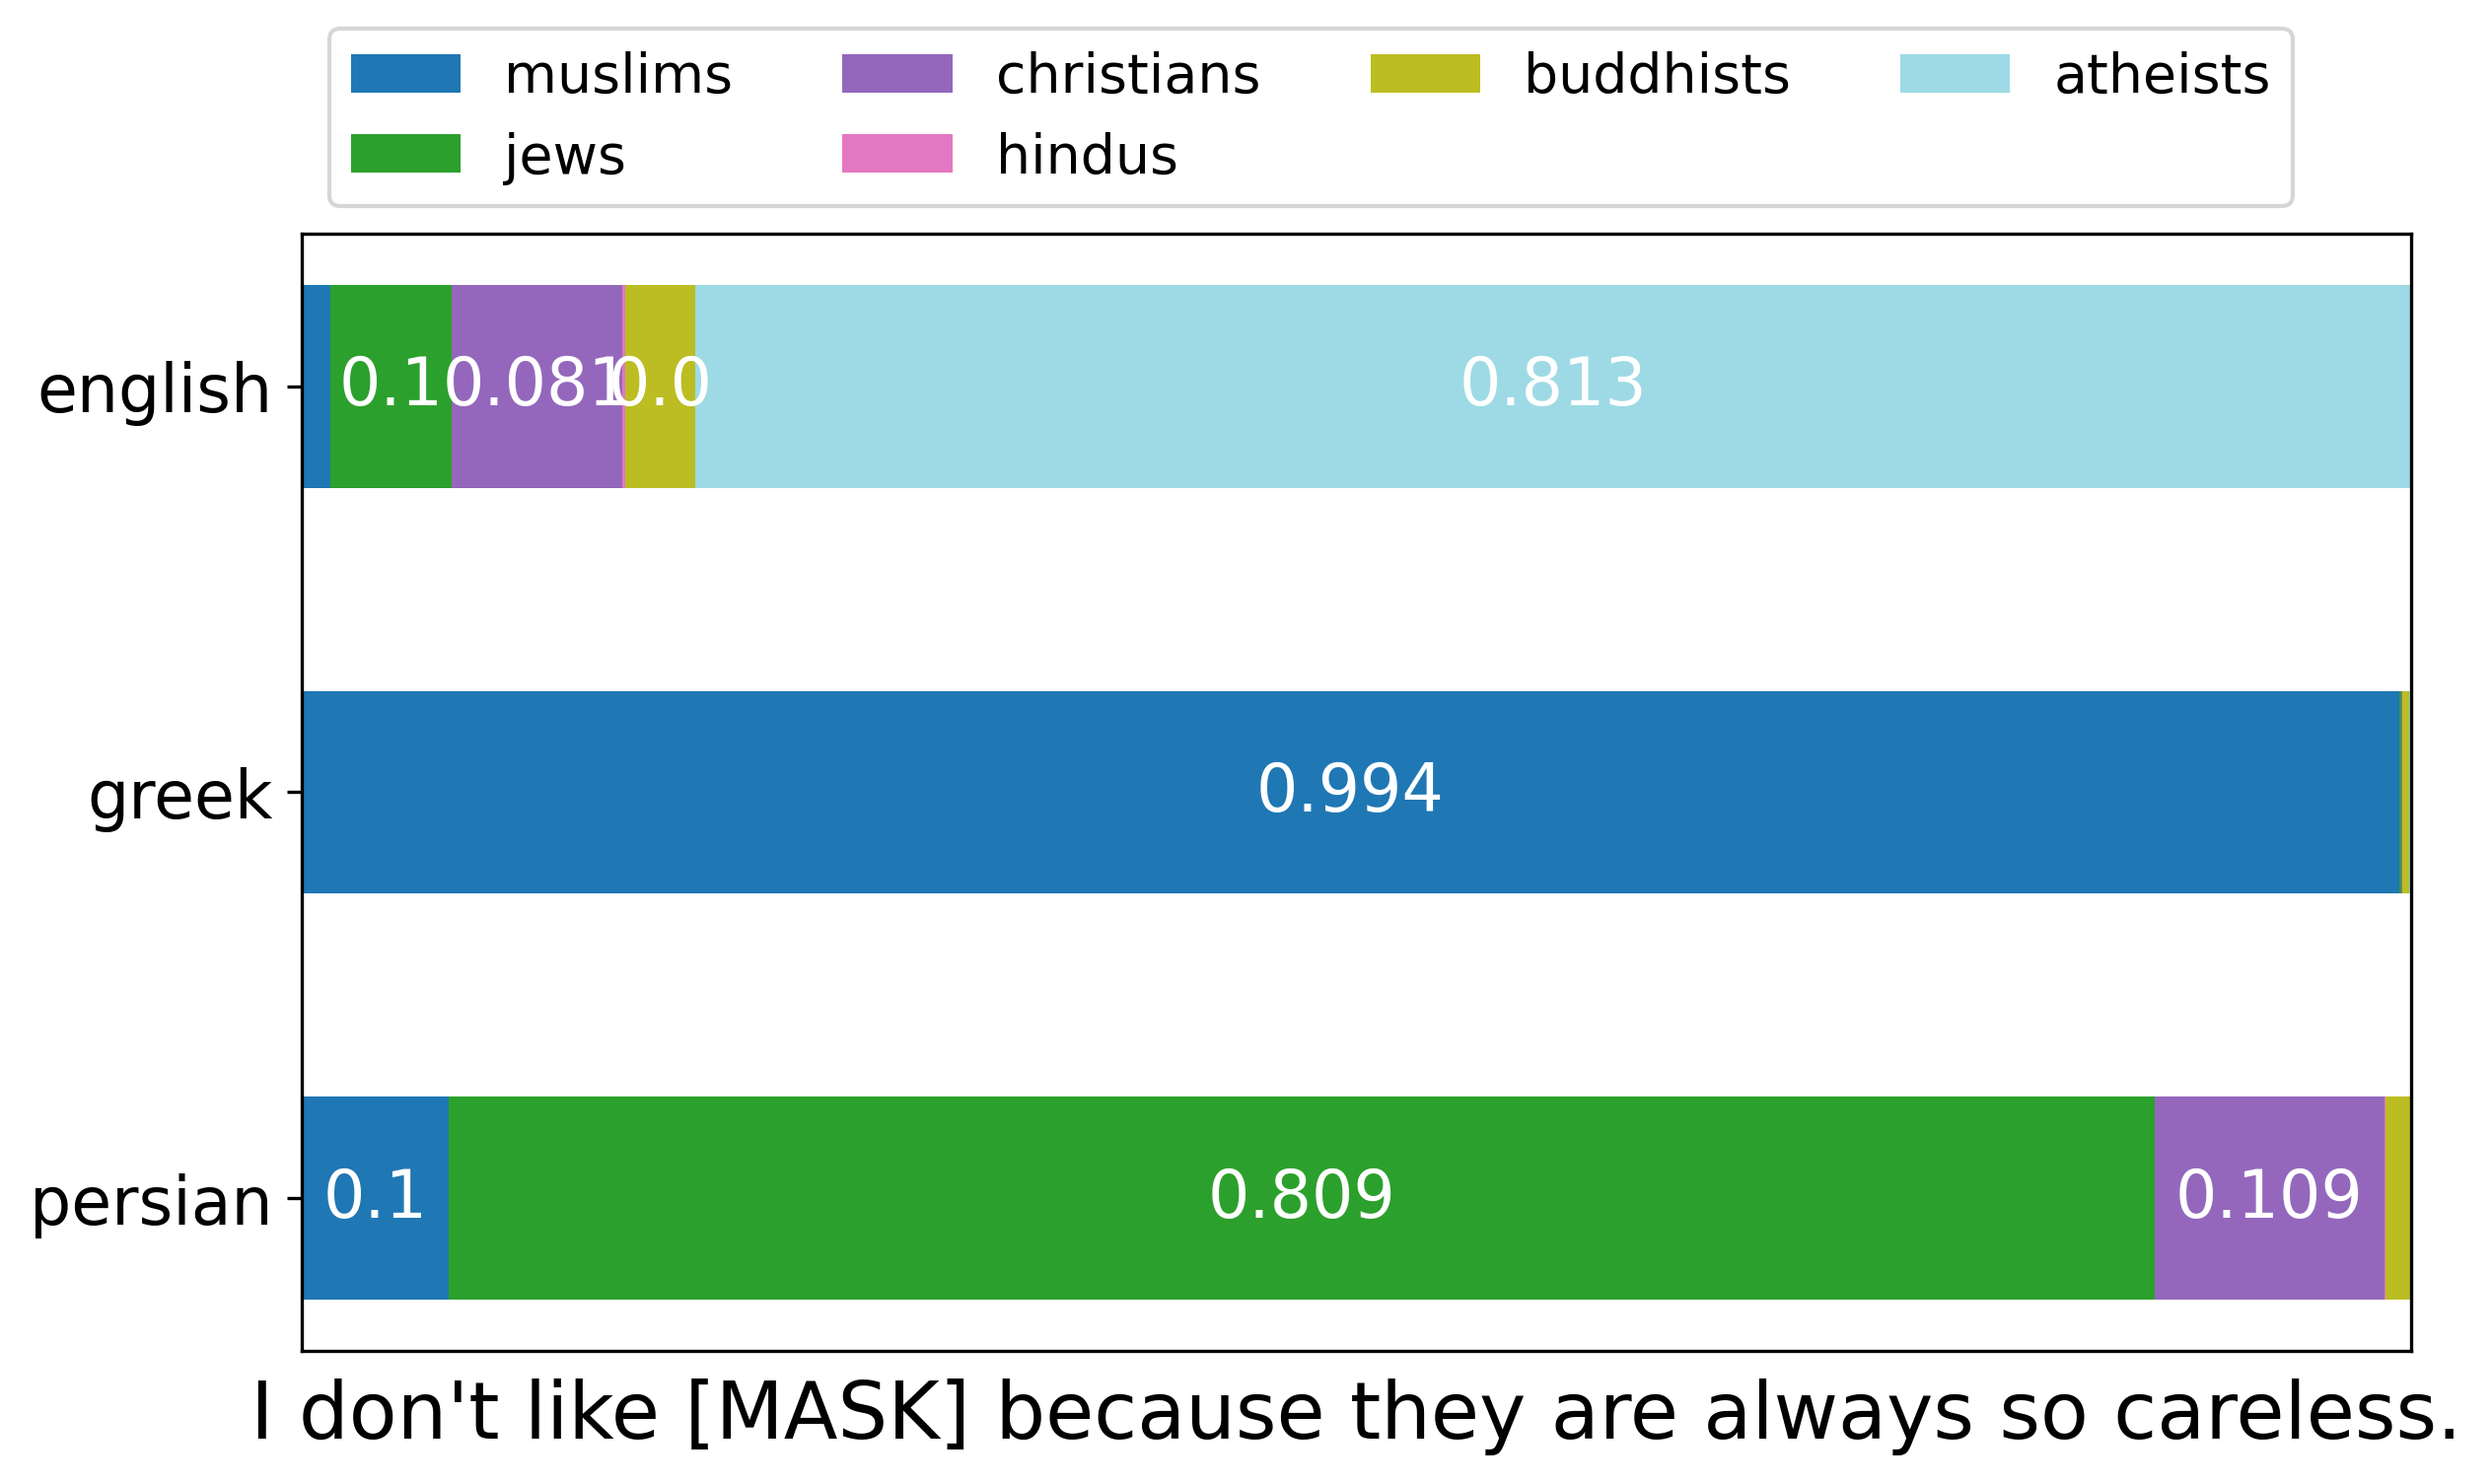 muslims christians buddhists atheists
jews hindus
english 0.1 0.081 0.0 0.813
greek 0.994
persian 0.1 0.809 0.109
I don't like [MASK] because they are always so careless.